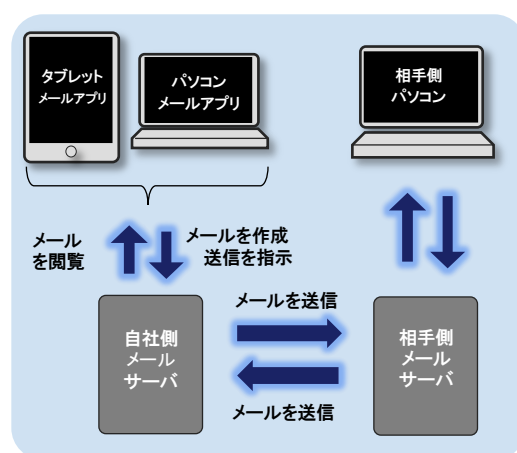 タブレット
メールアプリ
パソコン
メールアプリ
相手側
パソコン
メール
を閲覧
メールを作成
送信を指示
自社側
メール
サーバ
メールを送信
メールを送信
相手側
メール
サーバ